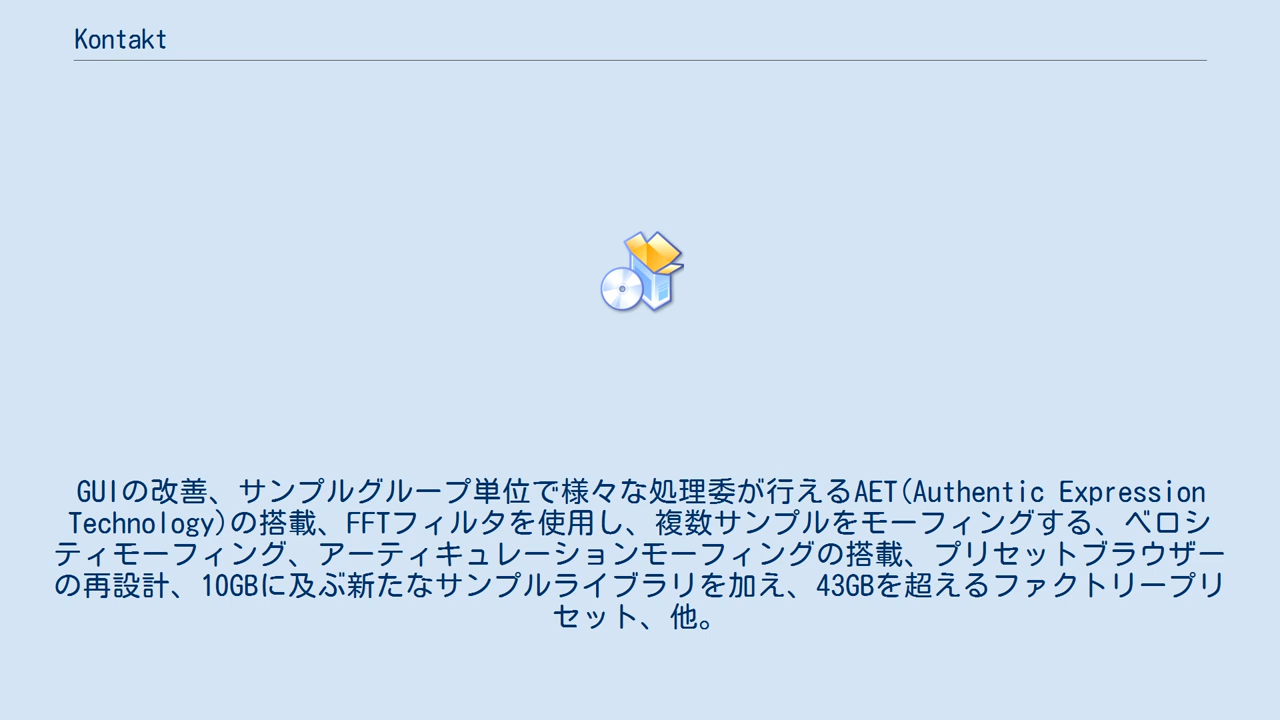 Kontakt
GUIの改善、サンプルグループ単位で様々な処理委が行えるAET(Authentic Expression
Technology)の搭載、FFTフィルタを使用し、複数サンプルをモーフィングする、ベロシ
ティモーフィング、アーティキュレーションモーフィングの搭載、プリセットブラウザー
の再設計、10GBに及ぶ新たなサンプルライブラリを加え、43GBを超えるファクトリープリ
セット、他。